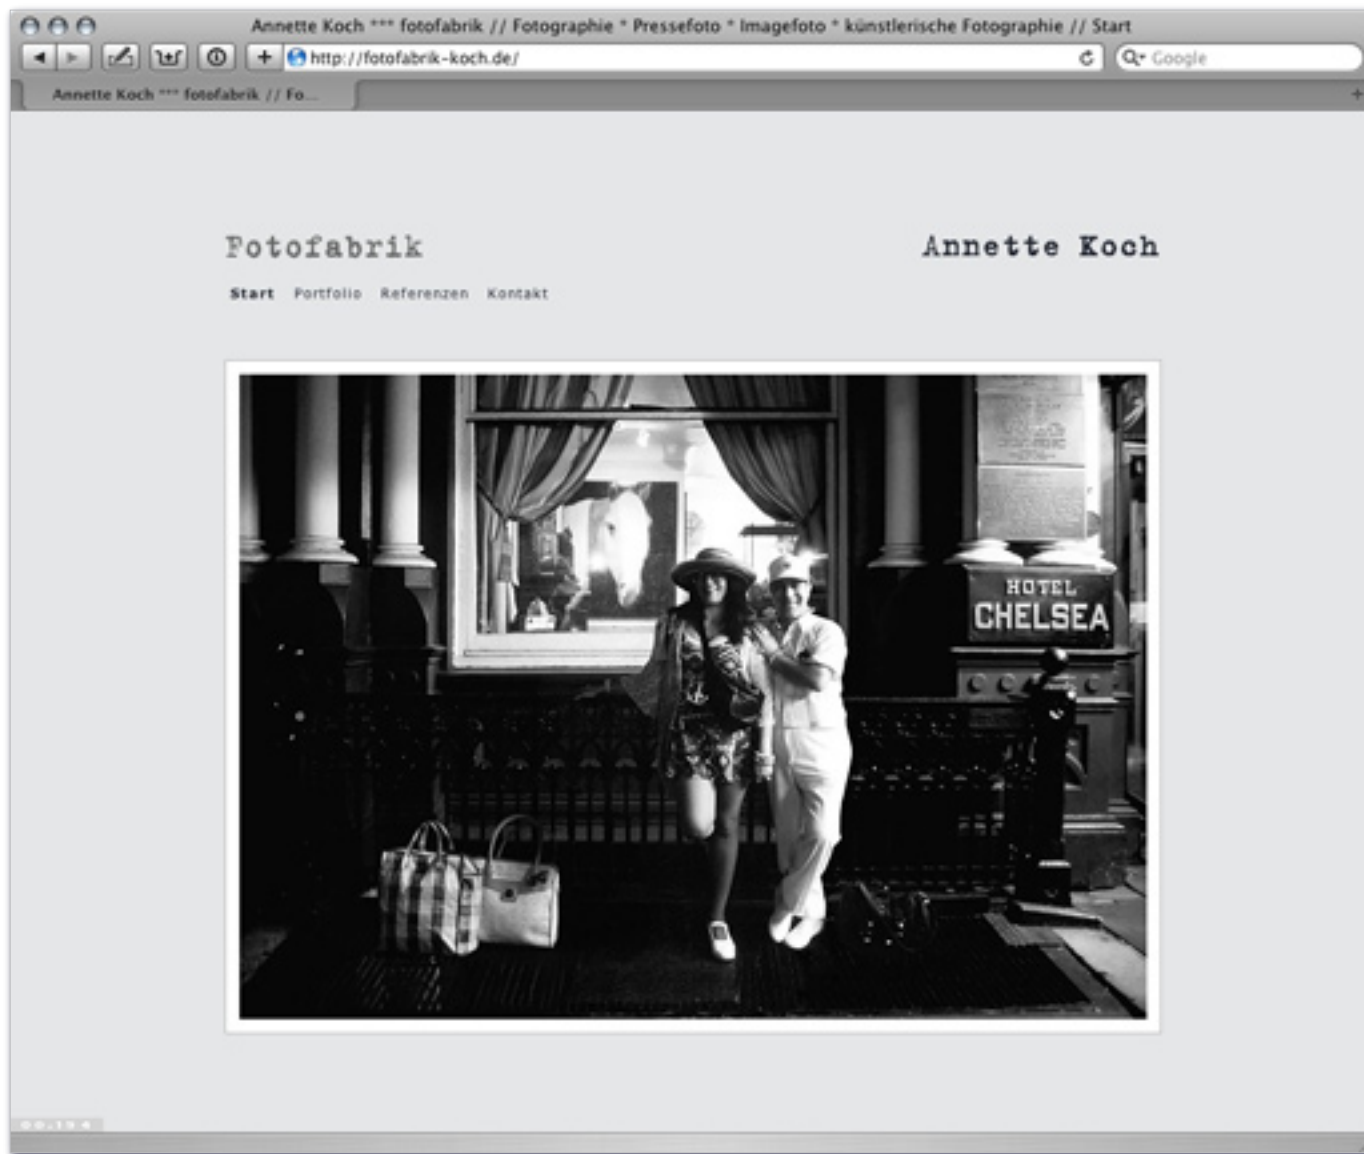 Annette Koch *** fotofabrik // Fotographie * Pressefoto * Imagefoto * künstlerische Fotographie // Start
http://fotofabrik-koch.de/
Google
Annette Koch *** fotofabrik // Fo...
Fotofabrik
Annette Koch
Start Portfolio Referenzen Kontakt
HOTEL
CHELSEA